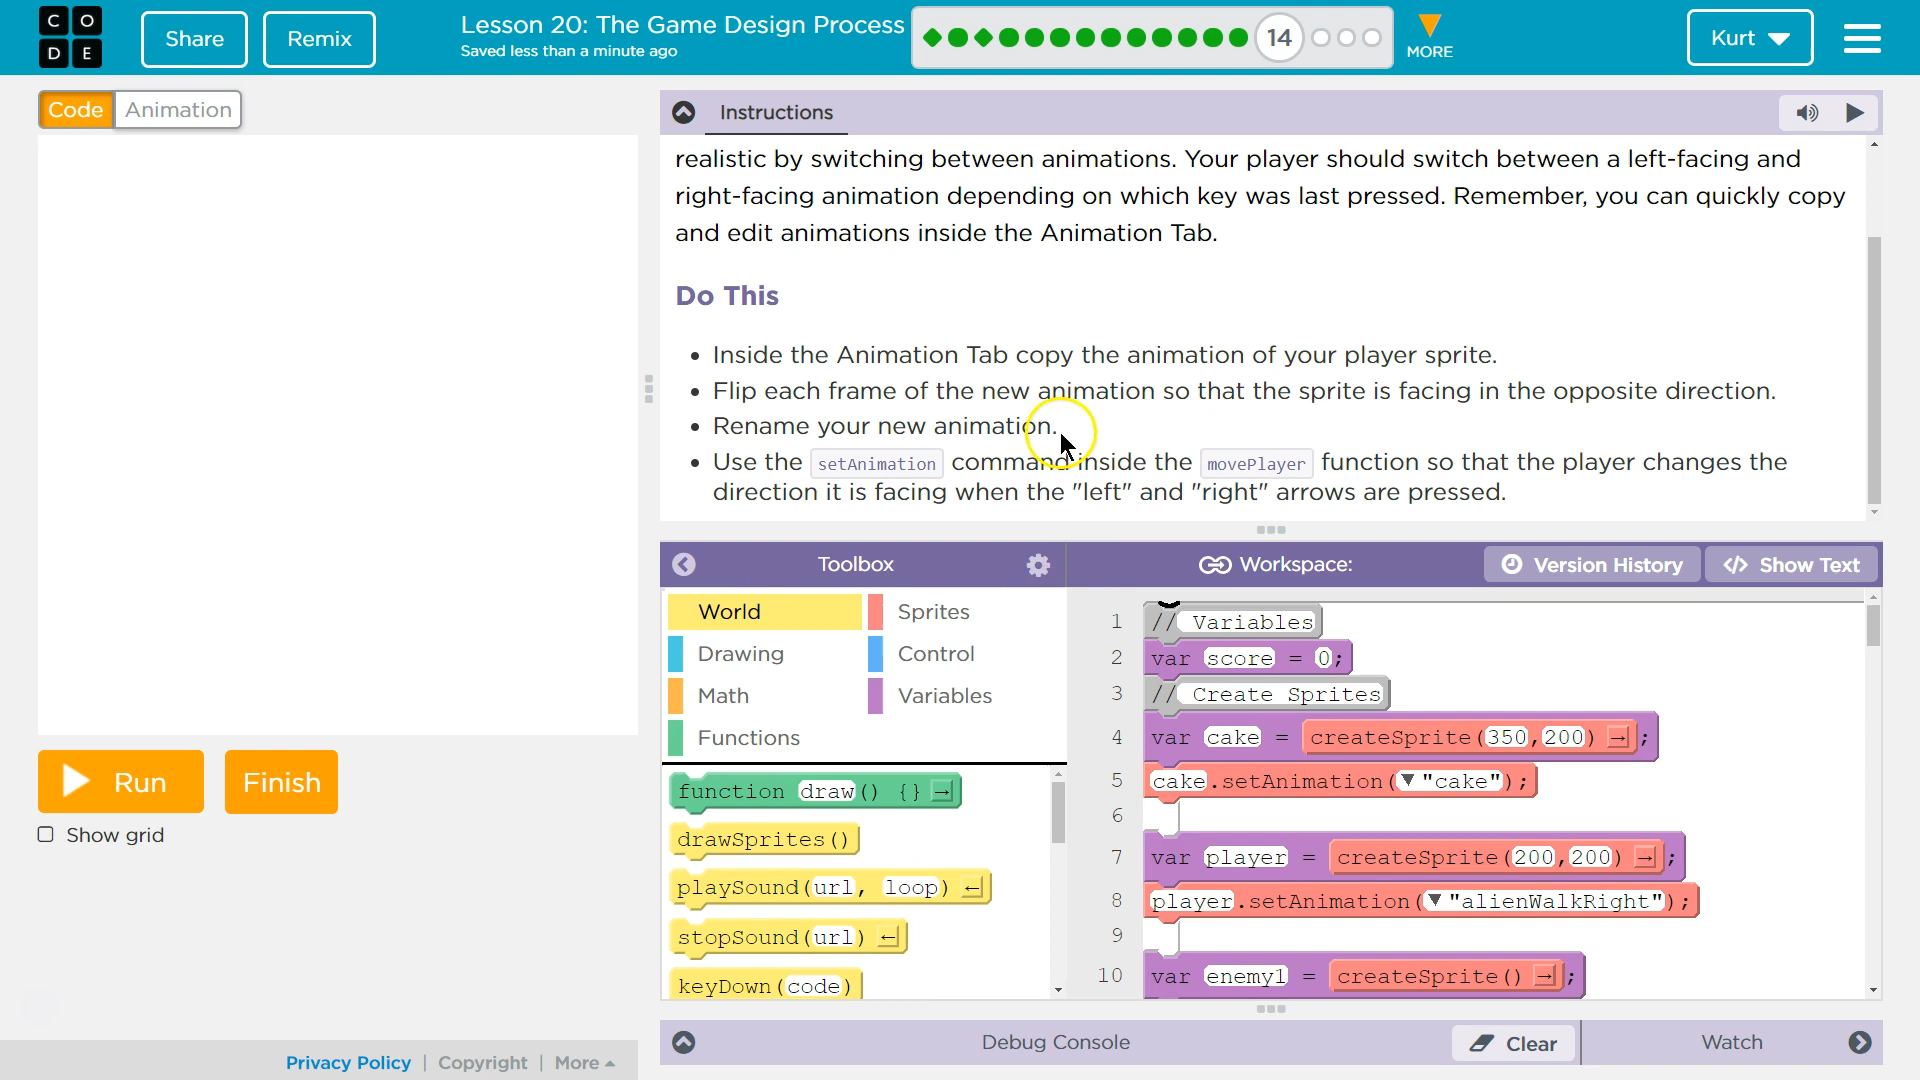 C O
D E
Share
Remix
Lesson 20: The Game Design Process
Saved less than a minute ago
14
MORE
Kurt
Code
Animation
Instructions
realistic by switching between animations. Your player should switch between a left-facing and
right-facing animation depending on which key was last pressed. Remember, you can quickly copy
and edit animations inside the Animation Tab.
Do This
• Inside the Animation Tab copy the animation of your player sprite.
• Flip each frame of the new animation so that the sprite is facing in the opposite direction.
• Rename your new animation.
• Use the setAnimation command inside the movePlayer function so that the player changes the
direction it is facing when the "left" and "right" arrows are pressed.
Run
Finish
Show grid
Toolbox
World
Sprites
Drawing
Control
Math
Variables
Functions
function draw() {} →
drawSprites()
playSound(url, loop) ←
stopSound(url) ←
keyDown(code)
Workspace:
Version History
</> Show Text
1 // Variables
2 var score = 0;
3 // Create Sprites
4 var cake = createSprite(350,200) →;
5 cake.setAnimation(▼"cake");
6
7 var player = createSprite(200,200) →;
8 player.setAnimation(▼"alienWalkRight");
9
10 var enemy1 = createSprite() →;
Debug Console
Clear
Watch
Privacy Policy | Copyright | More